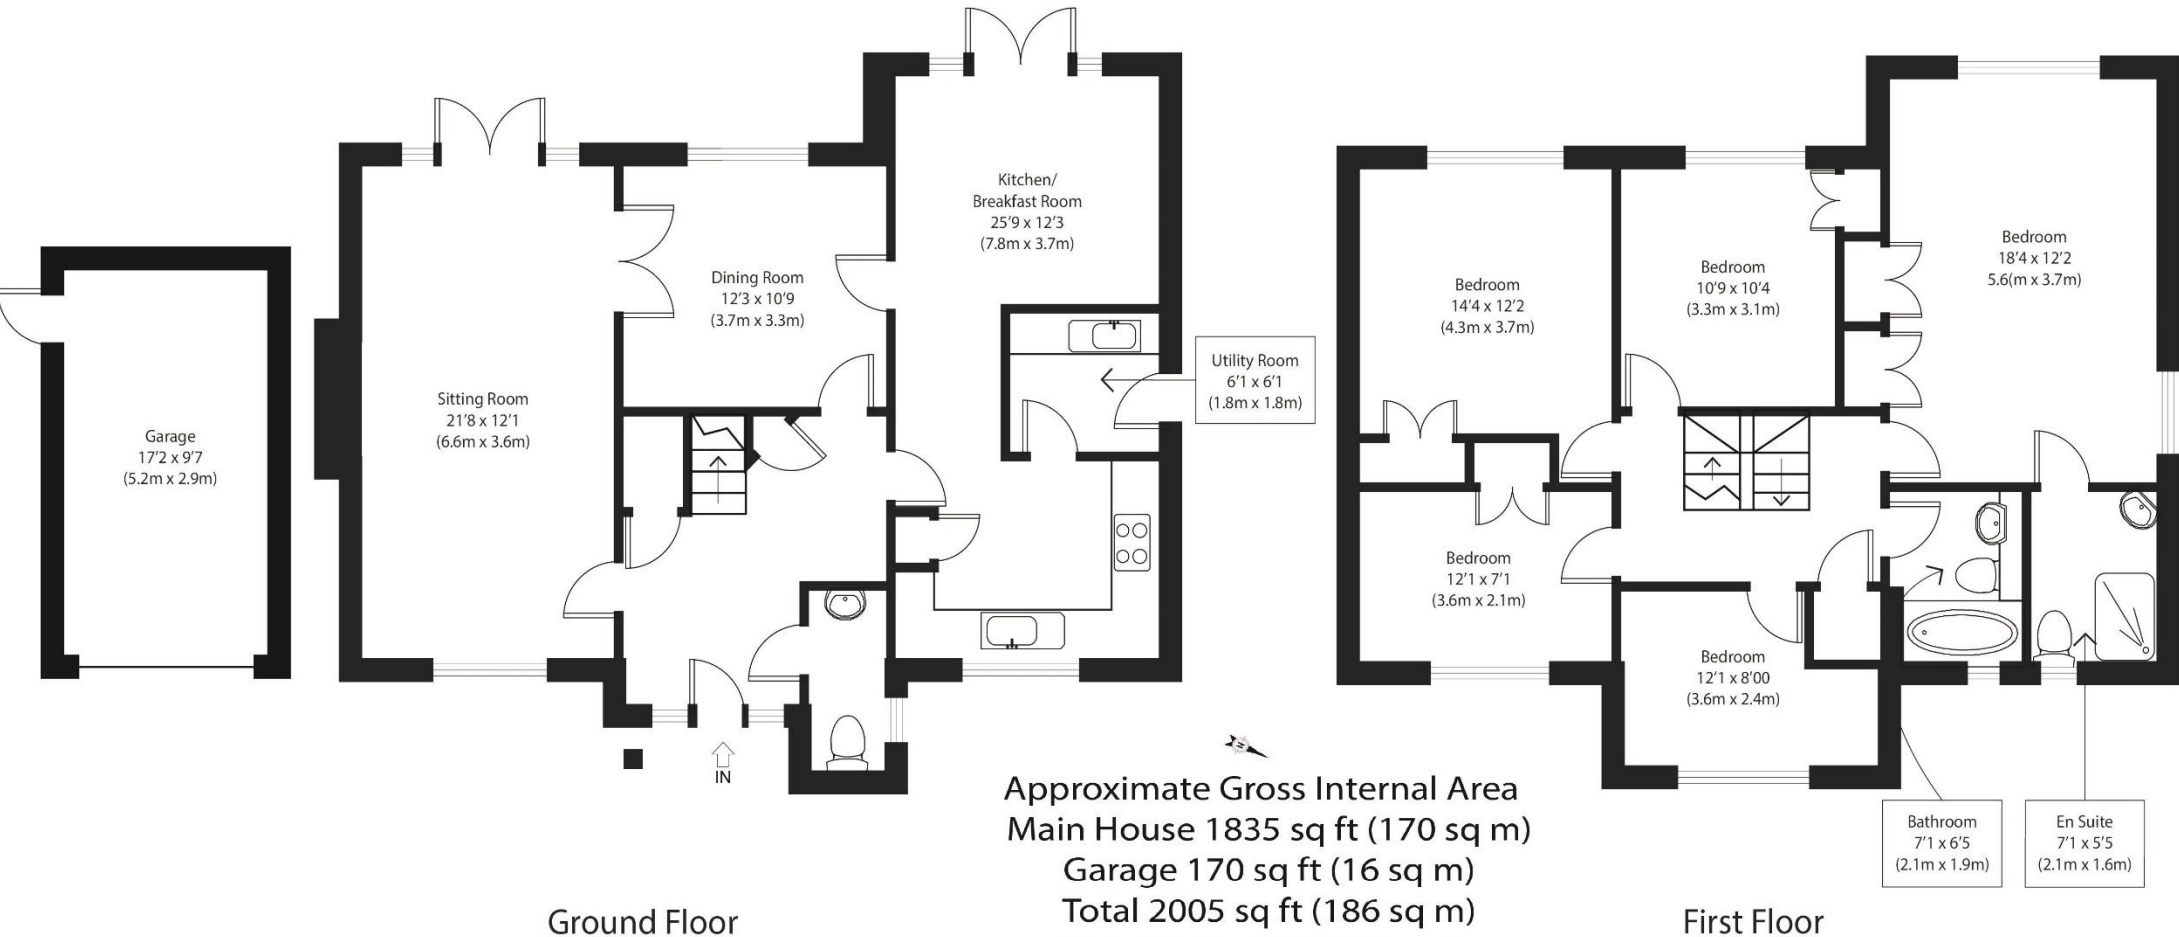 Garage
17'2 x 9'7
(5.2m x 2.9m)
Sitting Room
21'8 x 12'1
(6.6m x 3.6m)
Dining Room
12'3 x 10'9
(3.7m x 3.3m)
Kitchen/
Breakfast Room
25'9 x 12'3
(7.8m x 3.7m)
Utility Room
6'1 x 6'1
(1.8m x 1.8m)
IN
Ground Floor
N
Approximate Gross Internal Area
Main House 1835 sq ft (170 sq m)
Garage 170 sq ft (16 sq m)
Total 2005 sq ft (186 sq m)
Bedroom
14'4 x 12'2
(4.3m x 3.7m)
Bedroom
10'9 x 10'4
(3.3m x 3.1m)
Bedroom
18'4 x 12'2
5.6(m x 3.7m)
Bedroom
12'1 x 7'1
(3.6m x 2.1m)
Bedroom
12'1 x 8'00
(3.6m x 2.4m)
Bathroom
7'1 x 6'5
(2.1m x 1.9m)
En Suite
7'1 x 5'5
(2.1m x 1.6m)
First Floor